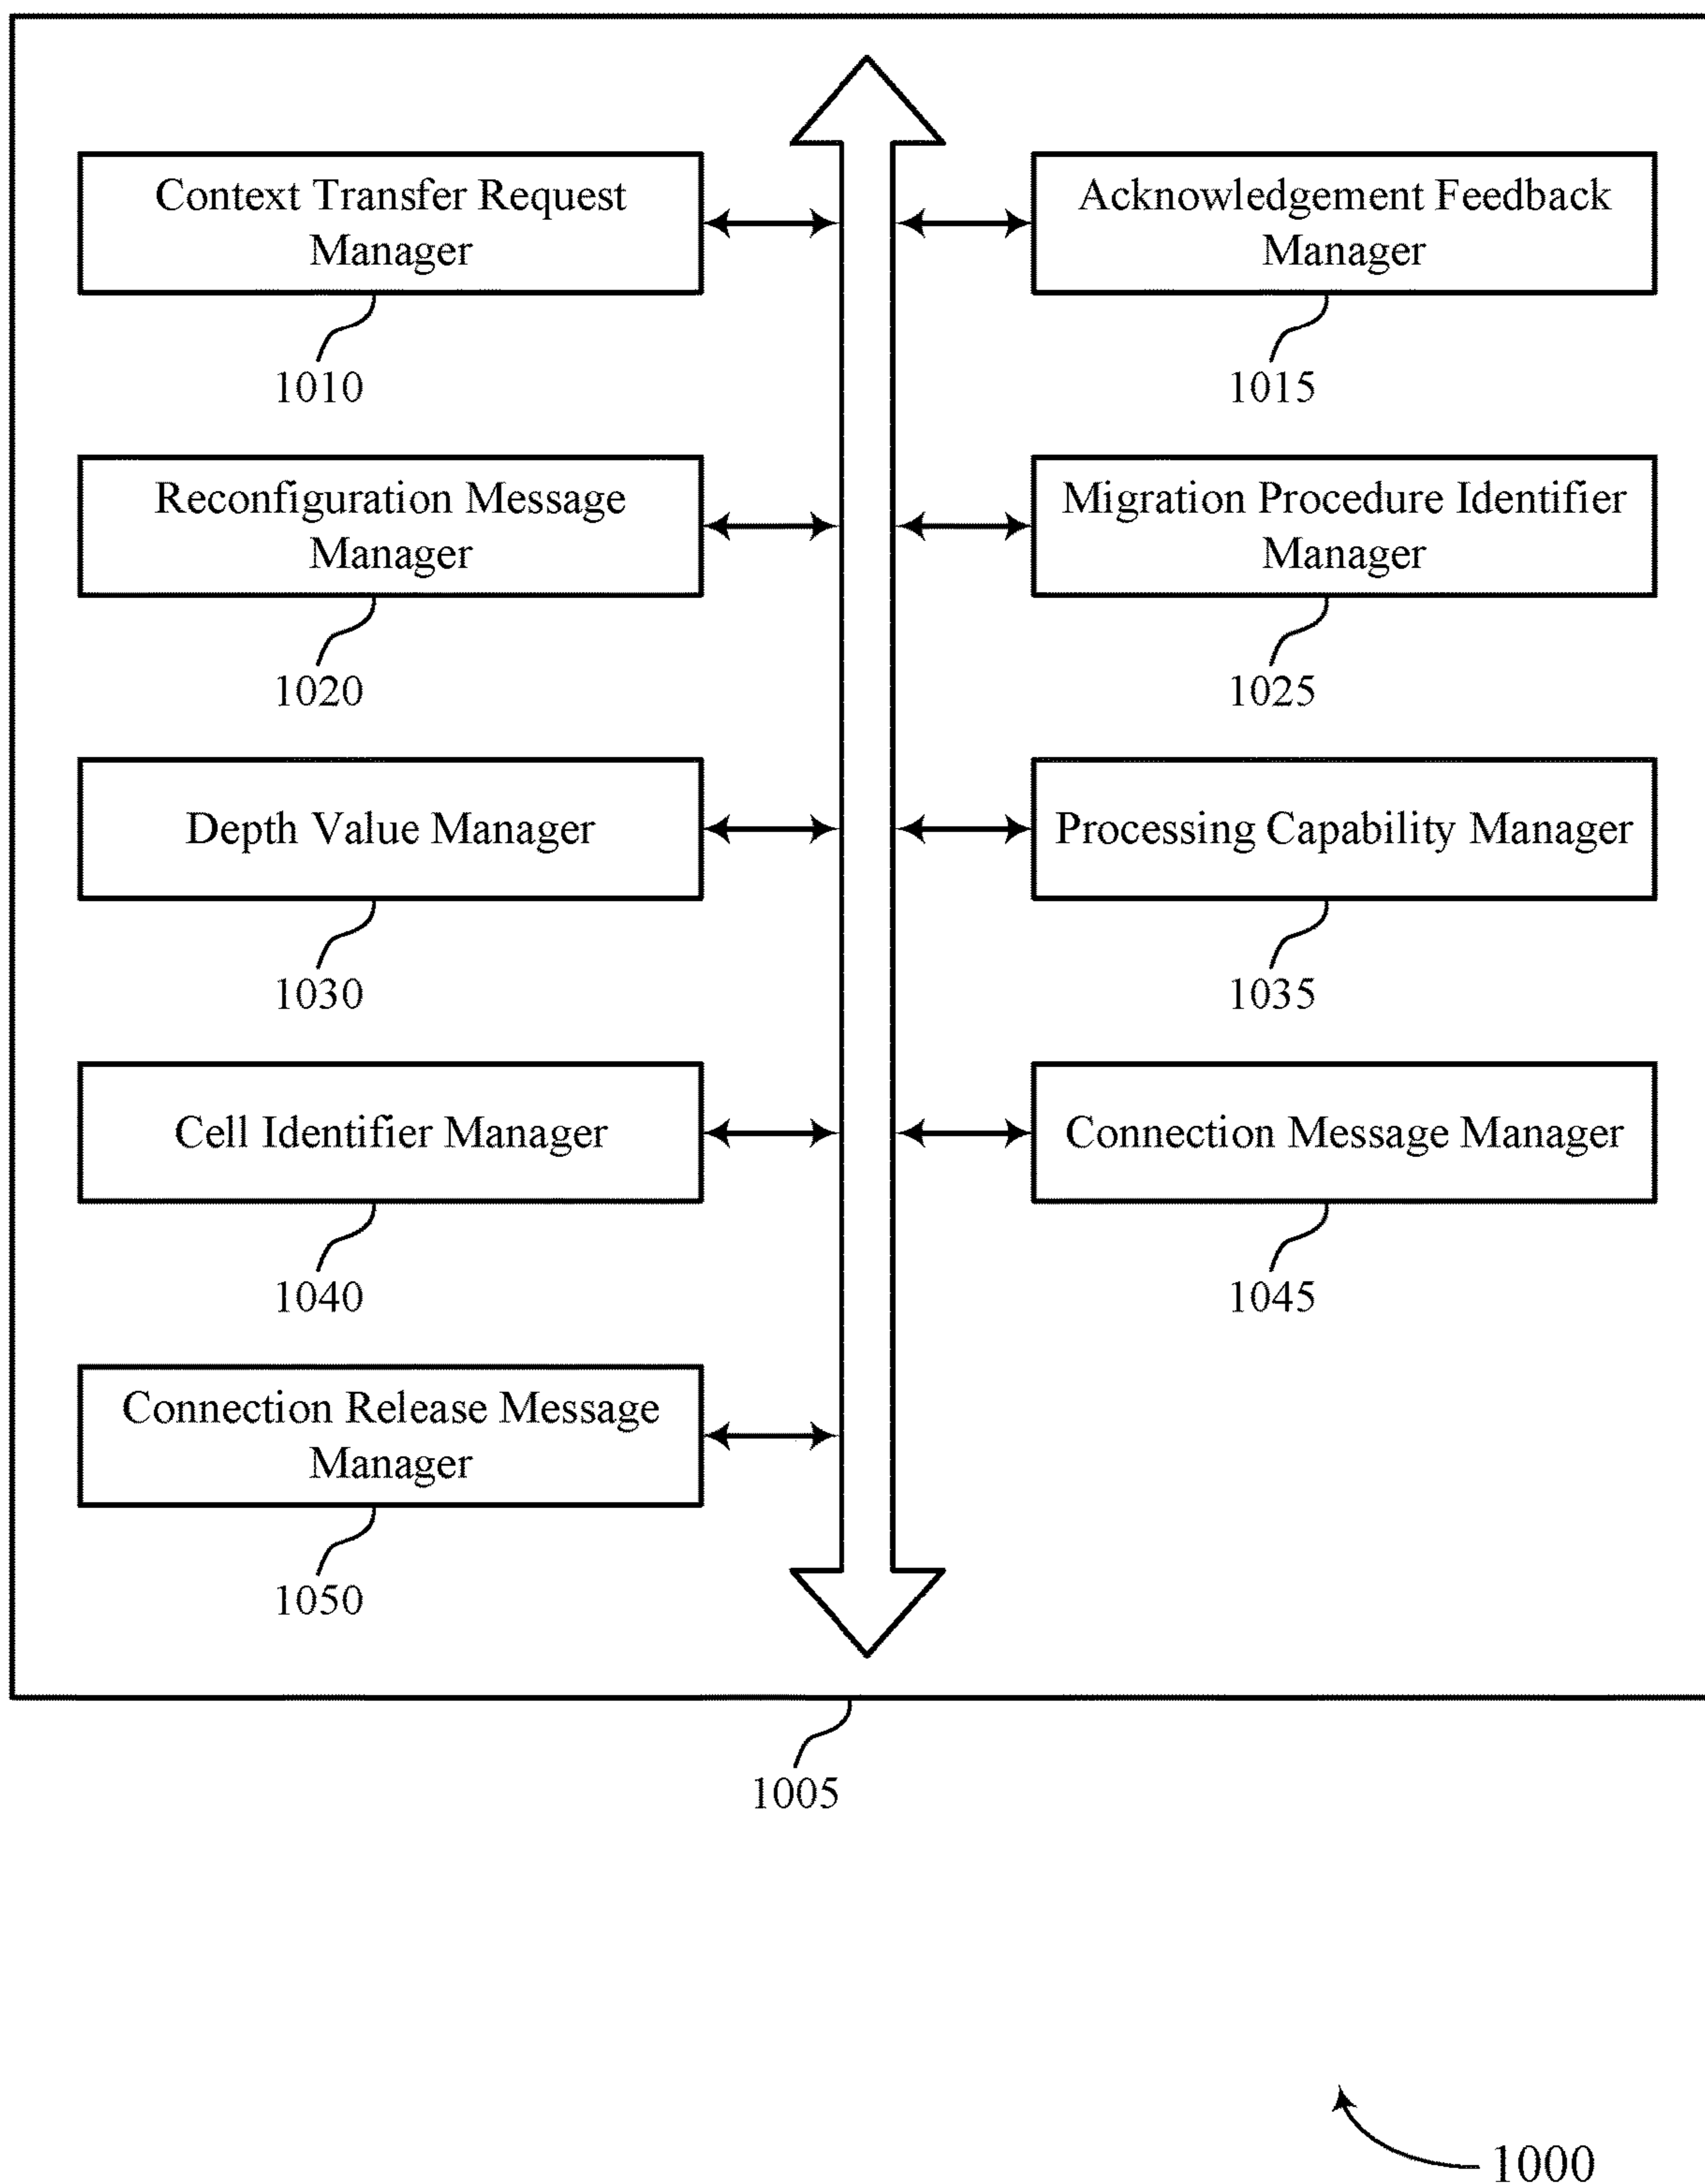 Context Transfer Request
Manager
1010
Acknowledgement Feedback
Manager
1015
Reconfiguration Message
Manager
1020
Migration Procedure Identifier
Manager
1025
Depth Value Manager
1030
Processing Capability Manager
1035
Cell Identifier Manager
1040
Connection Message Manager
1045
Connection Release Message
Manager
1050
1005
1000